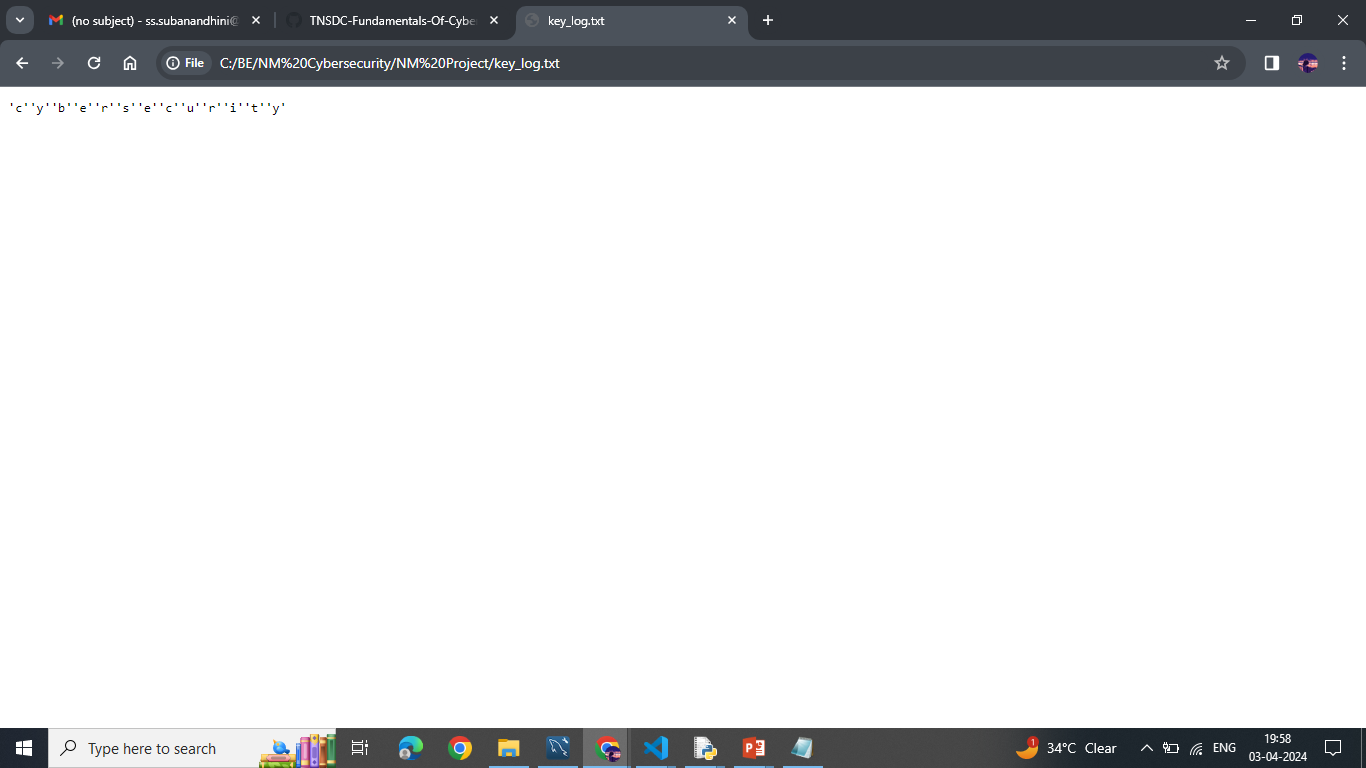 (no subject) - ss.subanandhini@
TNSDC-Fundamentals-Of-Cybe
key_log.txt
File
C:/BE/NM%20Cybersecurity/NM%20Project/key_log.txt
'c''y''b''e''r''s''e''c''u''r''i''t''y'
Type here to search
1
34°C Clear
ENG
19:58
03-04-2024